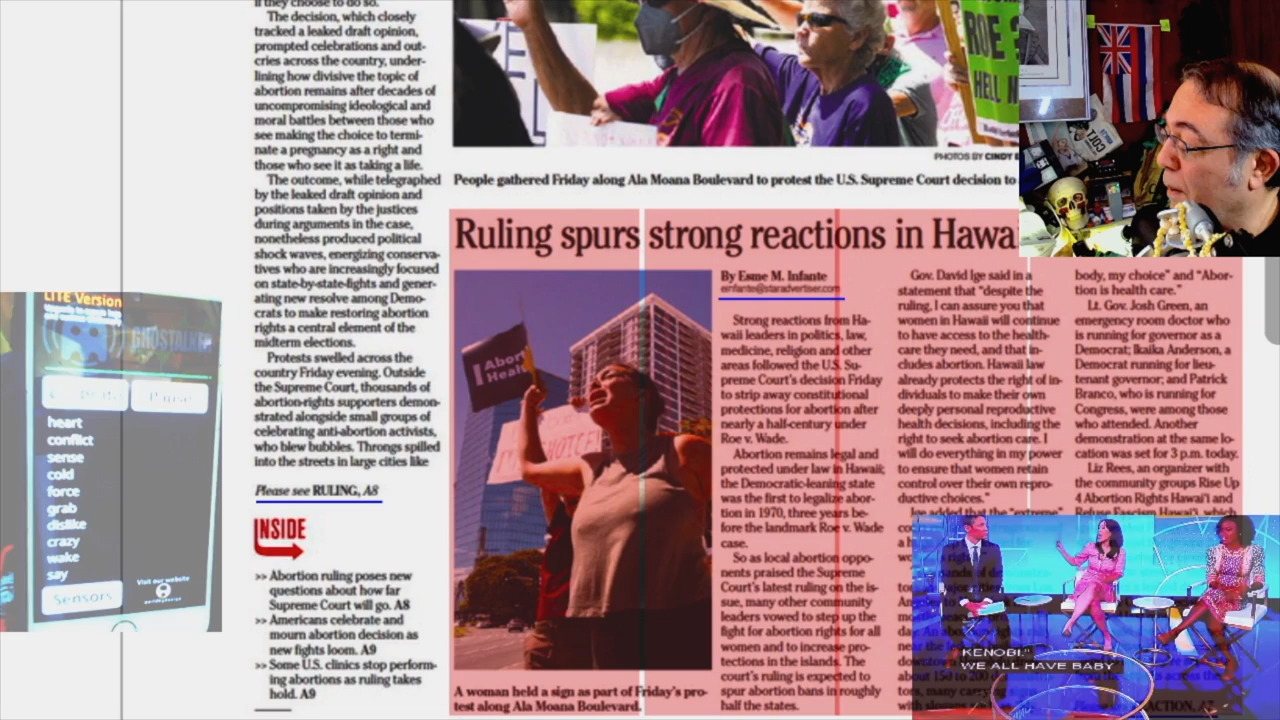 if they choose to do so.
The decision, which closely
tracked a leaked draft opinion,
prompted celebrations and out-
cries across the country, under-
lining how divisive the topic of
abortion remains after decades of
uncompromising ideological and
moral battles between those who
see making the choice to termi-
nate a pregnancy as a right and
those who see it as taking a life.
The outcome, while telegraphed
by the leaked draft opinion and
positions taken by the justices
during arguments in the case,
nonetheless produced political
shock waves, energizing conserva-
tives who are increasingly focused
on state-by-state-fights and gener-
ating new resolve among Demo-
crats to make restoring abortion
rights a central element of the
midterm elections.
Protests swelled across the
country Friday evening. Outside
the Supreme Court, thousands of
abortion-rights supporters demon-
strated alongside small groups of
celebrating anti-abortion activists,
who blew bubbles. Throngs spilled
into the streets in large cities like
Please see RULING, A8
INSIDE
>> Abortion ruling poses new
questions about how far
Supreme Court will go. A8
>> Americans celebrate and
mourn abortion decision as
new fights loom. A9
>> Some U.S. clinics stop perform-
ing abortions as ruling takes
hold. A9
ROE
HELL
PHOTOS BY CINDY
People gathered Friday along Ala Moana Boulevard to protest the U.S. Supreme Court decision to
Ruling spurs strong reactions in Hawa
Abort
Heal
CHOICE!
A woman held a sign as part of Friday's pro-
test along Ala Moana Boulevard.
By Esme M. Infante
einfante@staradvertiser.com
Strong reactions from Ha-
waii leaders in politics, law,
medicine, religion and other
areas followed the U.S. Su-
preme Court's decision Friday
to strip away constitutional
protections for abortion after
nearly a half-century under
Roe v. Wade.
Abortion remains legal and
protected under law in Hawaii;
the Democratic-leaning state
was the first to legalize abor-
tion in 1970, three years be-
fore the landmark Roe v. Wade
case.
So as local abortion oppo-
nents praised the Supreme
Court's latest ruling on the is-
sue, many other community
leaders vowed to step up the
fight for abortion rights for all
women and to increase pro-
tections in the islands. The
court's ruling is expected to
spur abortion bans in roughly
half the states.
Gov. David Ige said in a
statement that "despite the
ruling, I can assure you that
women in Hawaii will continue
to have access to the health-
care they need, and that in-
cludes abortion. Hawaii law
already protects the right of in-
dividuals to make their own
deeply personal reproductive
health decisions, including the
right to seek abortion care. I
will do everything in my power
to ensure that women retain
control over their own repro-
ductive choices."
Ige added that the "extreme"
body, my choice" and "Abor-
tion is health care."
Lt. Gov. Josh Green, an
emergency room doctor who
is running for governor as a
Democrat; Ikaika Anderson, a
Democrat running for lieu-
tenant governor; and Patrick
Branco, who is running for
Congress, were among those
who attended. Another
demonstration at the same lo-
cation was set for 3 p.m. today.
Liz Rees, an organizer with
the community groups Rise Up
4 Abortion Rights Hawai'i and
Refuse Fascism Hawai'i, which
KENOBI."
WE ALL HAVE BABY
LITE Version
GHOSTALKER
Pause
heart
conflict
sense
cold
force
grab
dislike
crazy
wake
say
Sensors
Visit our website